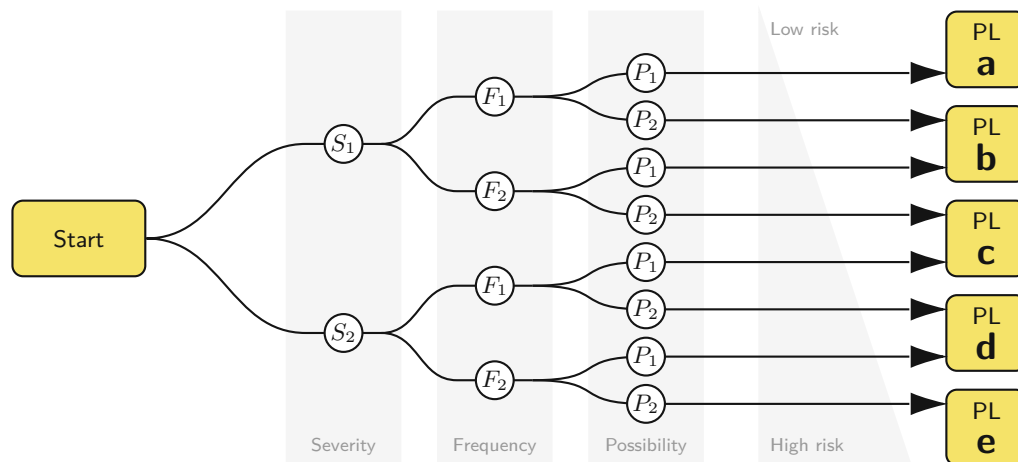 Low risk
PL
a
P₁
F₁
P₂
PL
b
S₁
P₁
F₂
P₂
PL
c
Start
P₁
F₁
P₂
PL
d
S₂
P₁
F₂
P₂
PL
e
Severity
Frequency
Possibility
High risk